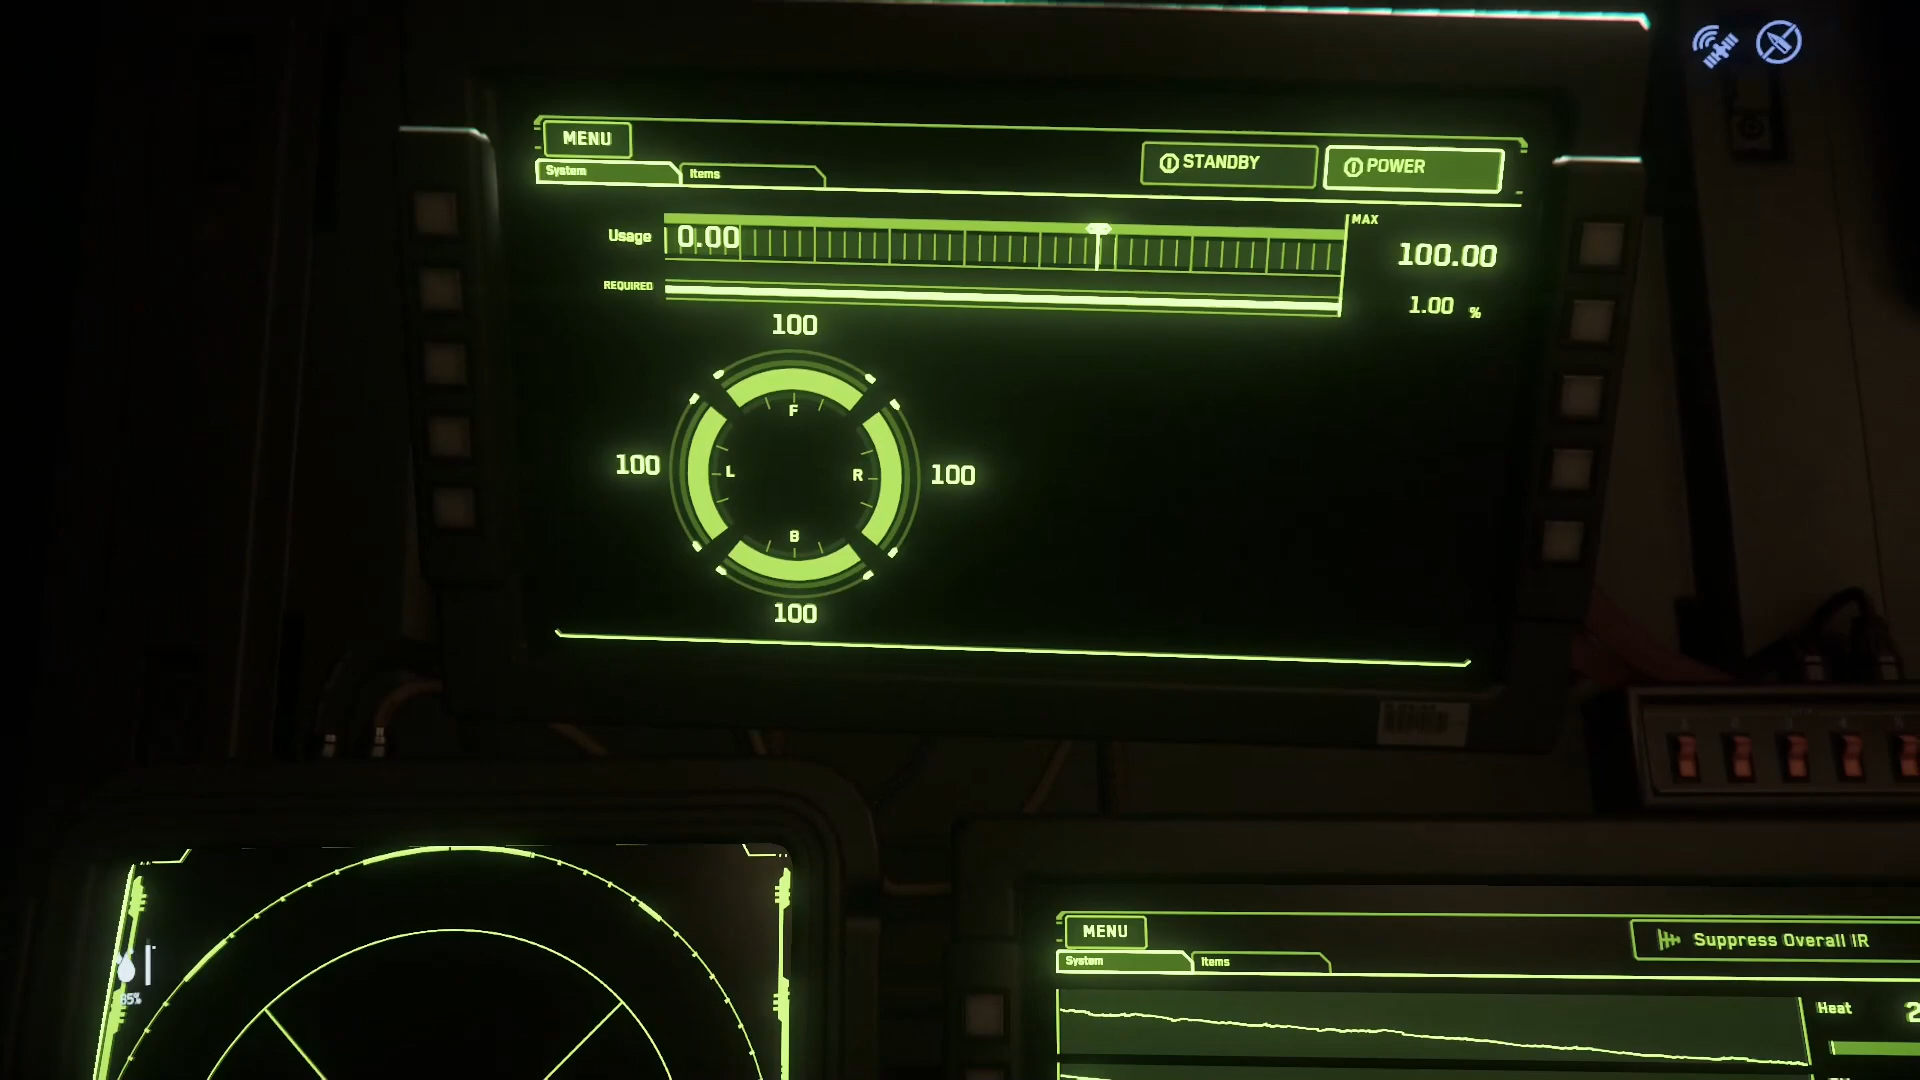 MENU
System
Items
STANDBY
POWER
Usage
0.00
MAX
100.00
REQUIRED
1.00 %
100
F
100
L
R
100
B
100
85%
MENU
Suppress Overall IR
System
Items
Heat